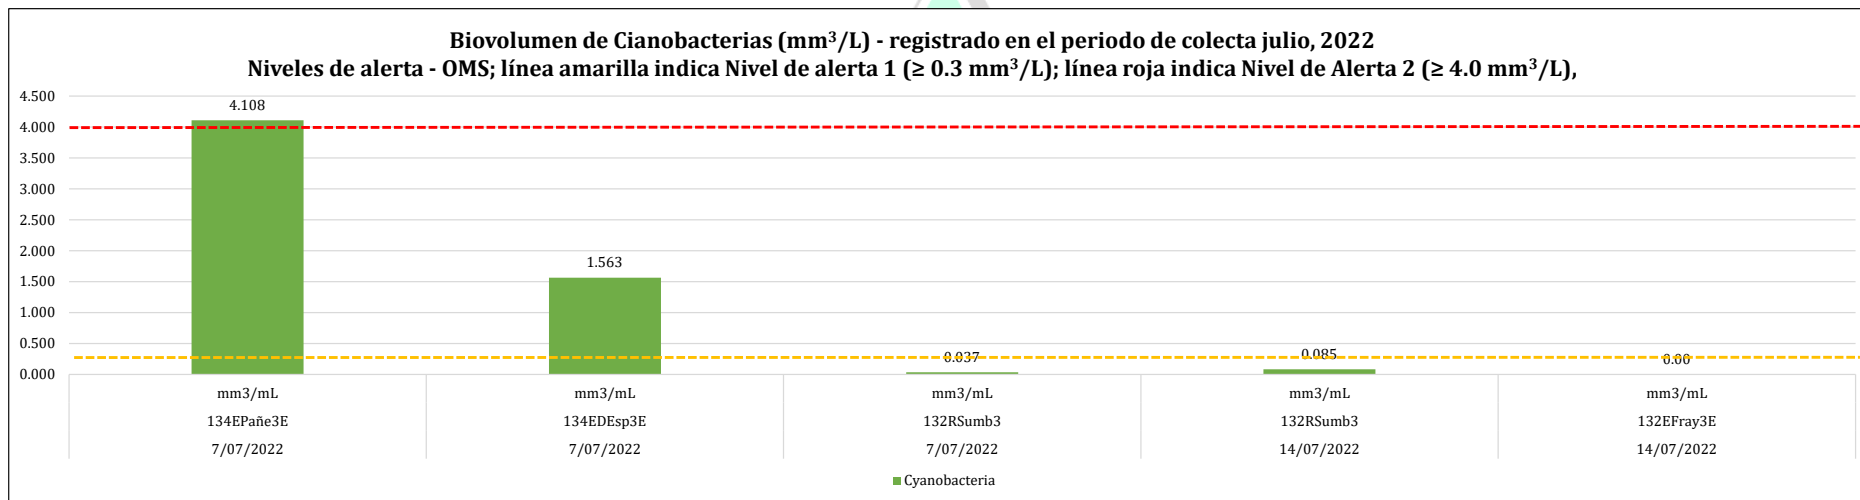 Biovolumen de Cianobacterias (mm³/L) - registrado en el periodo de colecta julio, 2022
Niveles de alerta - OMS; línea amarilla indica Nivel de alerta 1 (≥ 0.3 mm³/L); línea roja indica Nivel de Alerta 2 (≥ 4.0 mm³/L),
4.500
4.108
4.000
3.500
3.000
2.500
2.000
1.563
1.500
1.000
0.500
0.037 0.085 0.00
0.000
mm3/mL mm3/mL mm3/mL mm3/mL mm3/mL
134EPañe3E 134EDEsp3E 132RSumb3 132RSumb3 132EFray3E
7/07/2022 7/07/2022 7/07/2022 14/07/2022 14/07/2022
Cyanobacteria